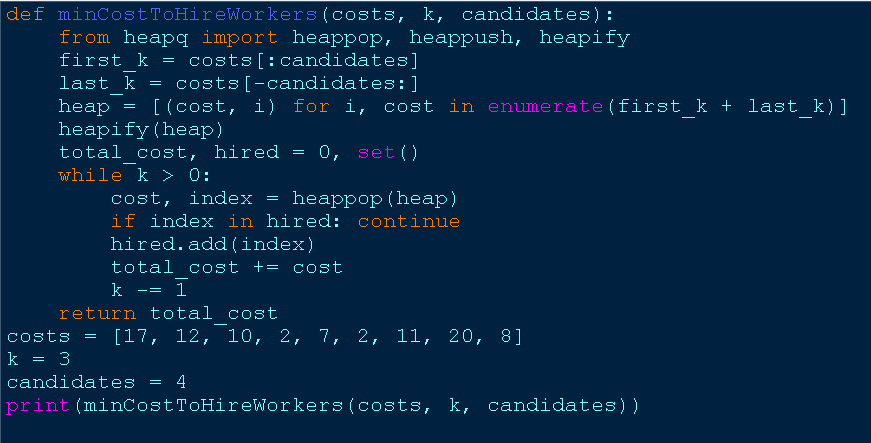 def minCostToHireWorkers(costs, k, candidates):
    from heapq import heappop, heappush, heapify
    first_k = costs[:candidates]
    last_k = costs[-candidates:]
    heap = [(cost, i) for i, cost in enumerate(first_k + last_k)]
    heapify(heap)
    total_cost, hired = 0, set()
    while k > 0:
        cost, index = heappop(heap)
        if index in hired: continue
        hired.add(index)
        total_cost += cost
        k -= 1
    return total_cost
costs = [17, 12, 10, 2, 7, 2, 11, 20, 8]
k = 3
candidates = 4
print(minCostToHireWorkers(costs, k, candidates))